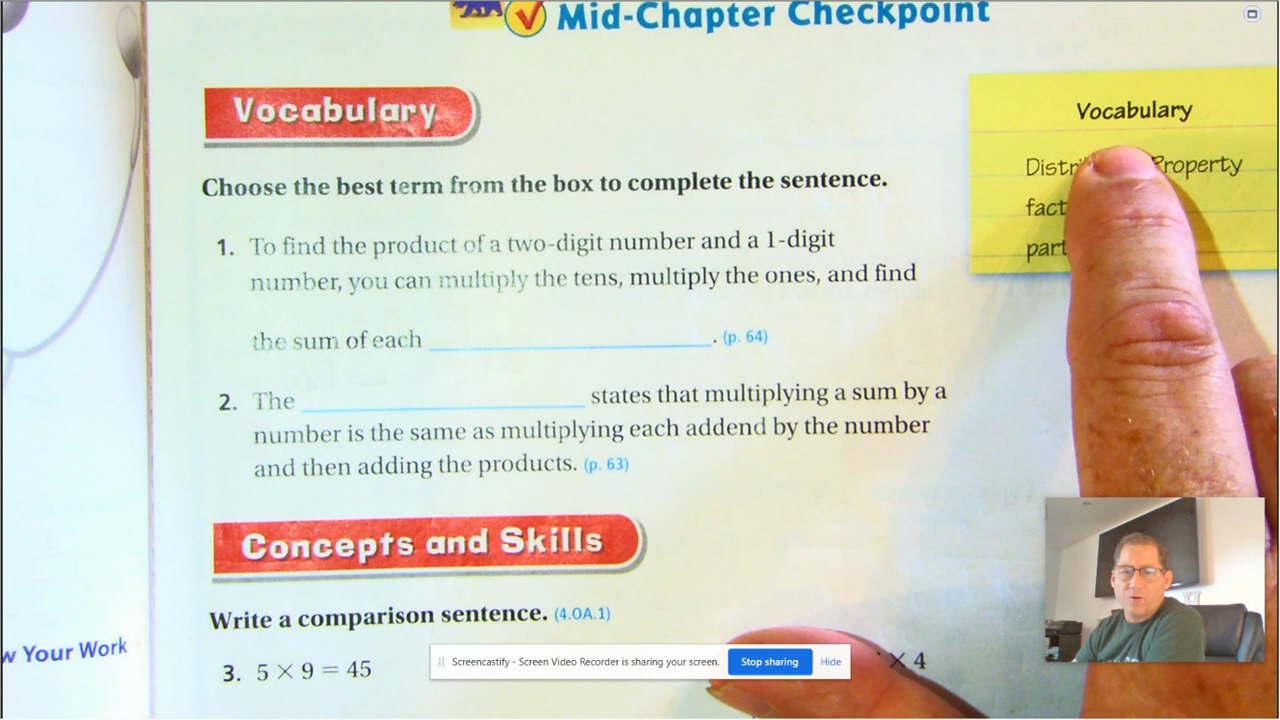 Mid-Chapter Checkpoint
Vocabulary
Vocabulary
Property
Choose the best term from the box to complete the sentence.
1. To find the product of a two-digit number and a 1-digit
number, you can multiply the tens, multiply the ones, and find
the sum of each . (p. 64)
2. The states that multiplying a sum by a
number is the same as multiplying each addend by the number
and then adding the products. (p. 63)
Concepts and Skills
Write a comparison sentence. (4.OA.1)
Your Work
Screencastify - Screen Video Recorder is sharing your screen. Stop sharing Hide
3. 5 × 9 = 45
× 4